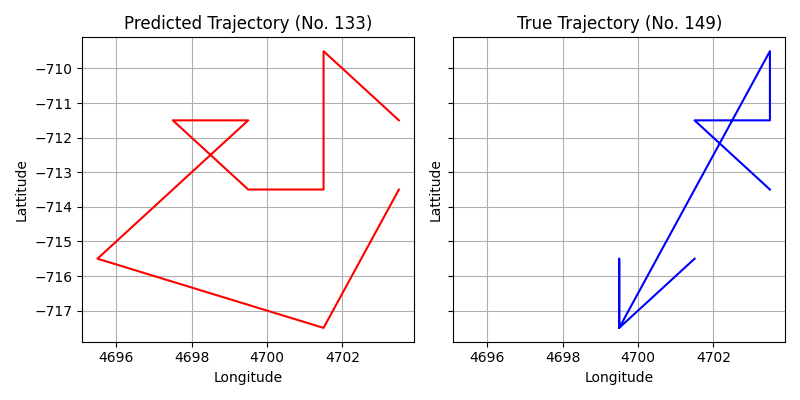 Predicted Trajectory (No. 133)
−710
−711
−712
−713
−714
−715
−716
−717
Lattitude
4696 4698 4700 4702
Longitude
True Trajectory (No. 149)
Lattitude
4696 4698 4700 4702
Longitude